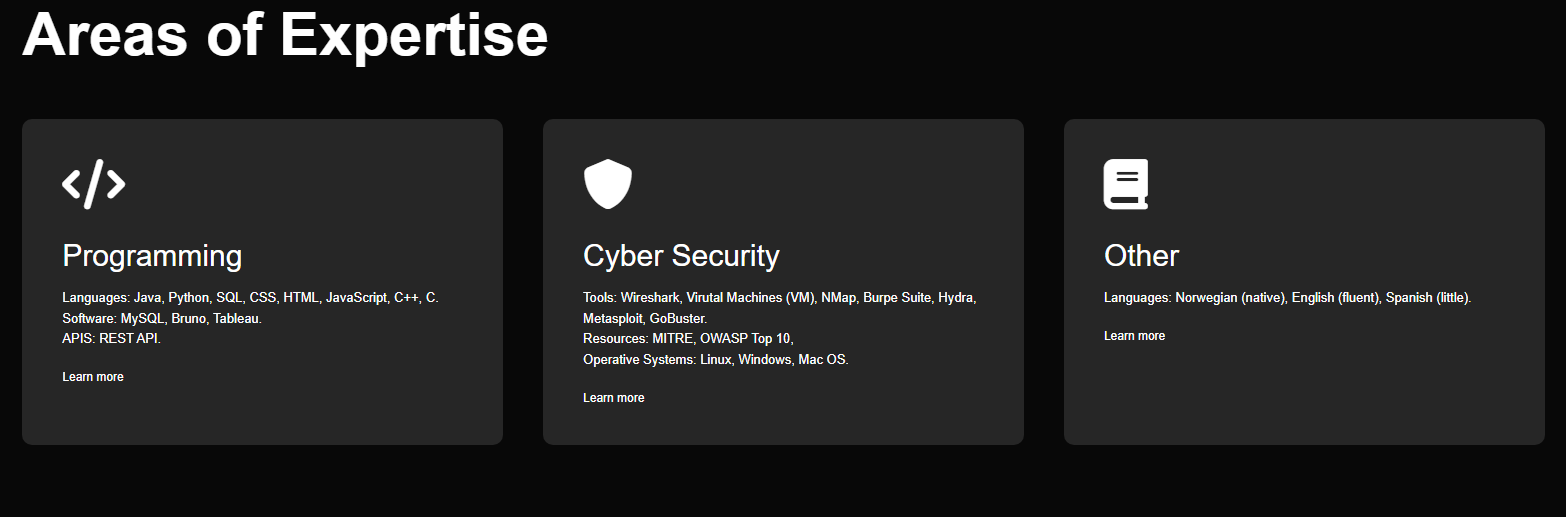 Areas of Expertise
Programming
Languages: Java, Python, SQL, CSS, HTML, JavaScript, C++, C.
Software: MySQL, Bruno, Tableau.
APIS: REST API.
Learn more
Cyber Security
Tools: Wireshark, Virutal Machines (VM), NMap, Burpe Suite, Hydra,
Metasploit, GoBuster.
Resources: MITRE, OWASP Top 10,
Operative Systems: Linux, Windows, Mac OS.
Learn more
Other
Languages: Norwegian (native), English (fluent), Spanish (little).
Learn more